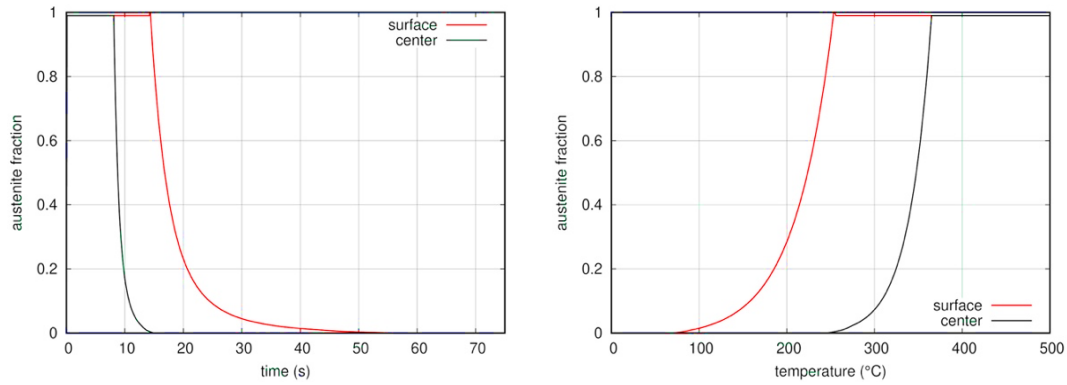 1
0.8
0.6
0.4
0.2
0
austenite fraction
surface
center
0 10 20 30 40 50 60 70
time (s)
1
0.8
0.6
0.4
0.2
0
austenite fraction
surface
center
0 100 200 300 400 500
temperature (°C)